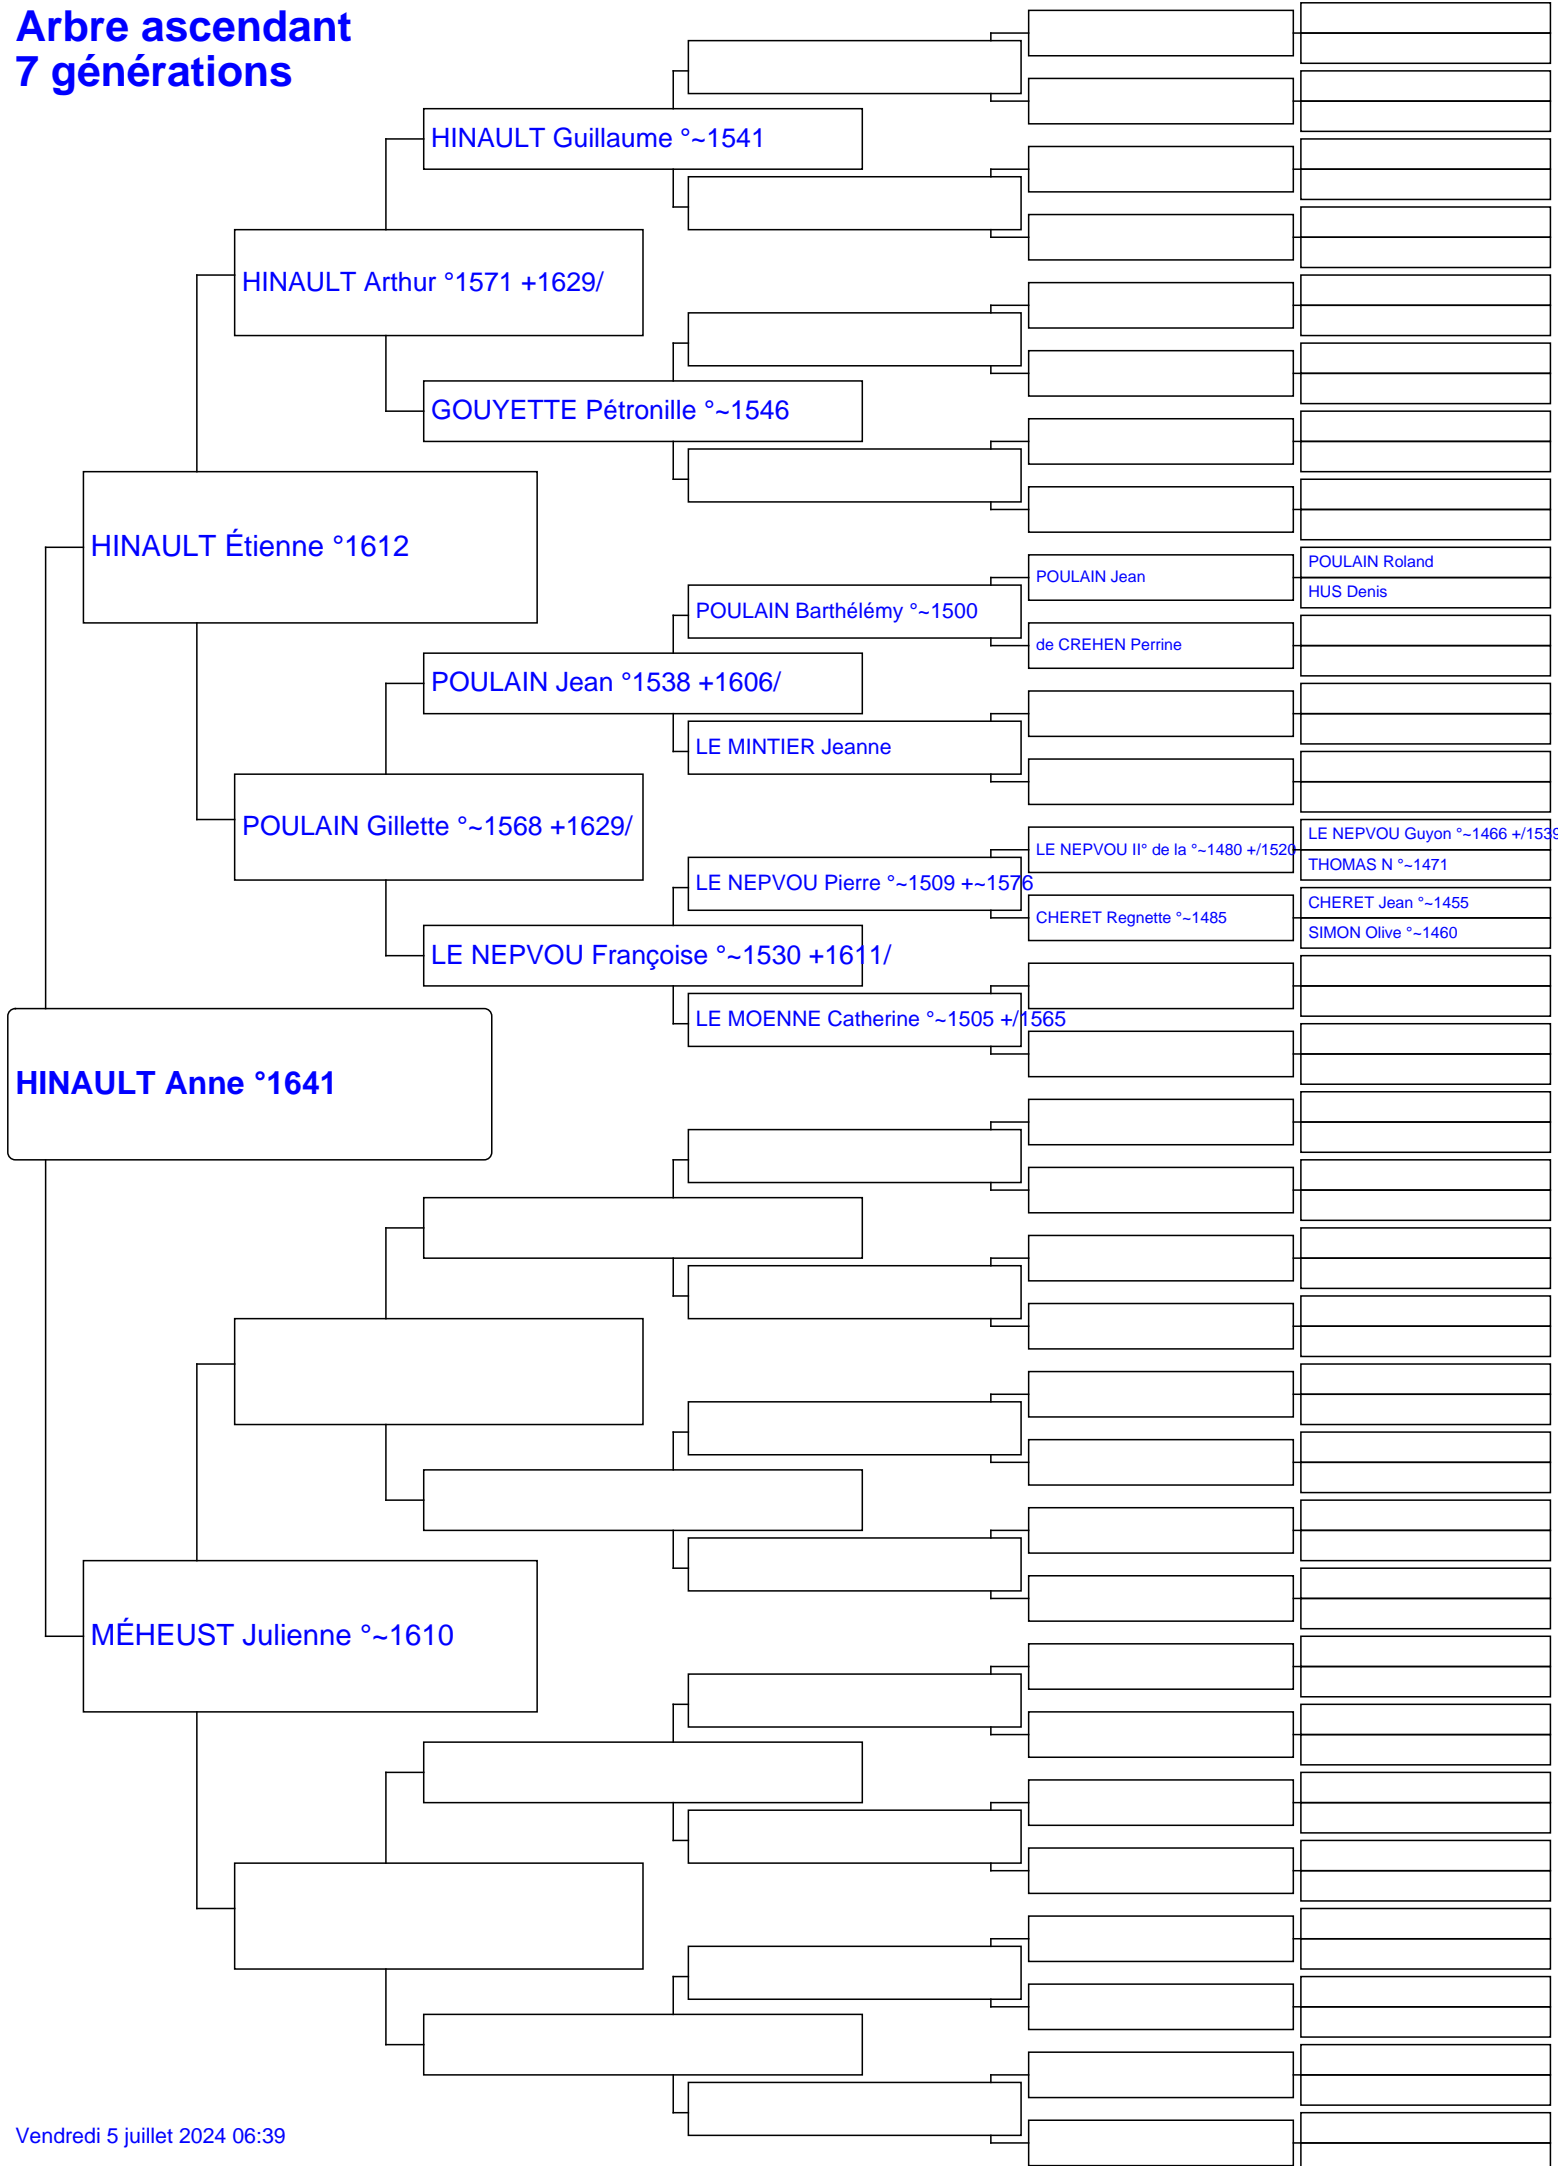 Arbre ascendant
7 générations
HINAULT Guillaume °~1541
HINAULT Arthur °1571 +1629/
GOUYETTE Pétronille °~1546
HINAULT Étienne °1612
POULAIN Roland
POULAIN Jean
HUS Denis
POULAIN Barthélémy °~1500
de CREHEN Perrine
POULAIN Jean °1538 +1606/
LE MINTIER Jeanne
POULAIN Gillette °~1568 +1629/
LE NEPVOU Guyon °~1466 +/1539
LE NEPVOU II° de la °~1480 +/1520
THOMAS N °~1471
LE NEPVOU Pierre °~1509 +~1576
CHERET Jean °~1455
CHERET Regnette °~1485
SIMON Olive °~1460
LE NEPVOU Françoise °~1530 +1611/
LE MOENNE Catherine °~1505 +/1565
HINAULT Anne °1641
MÉHEUST Julienne °~1610
Vendredi 5 juillet 2024 06:39